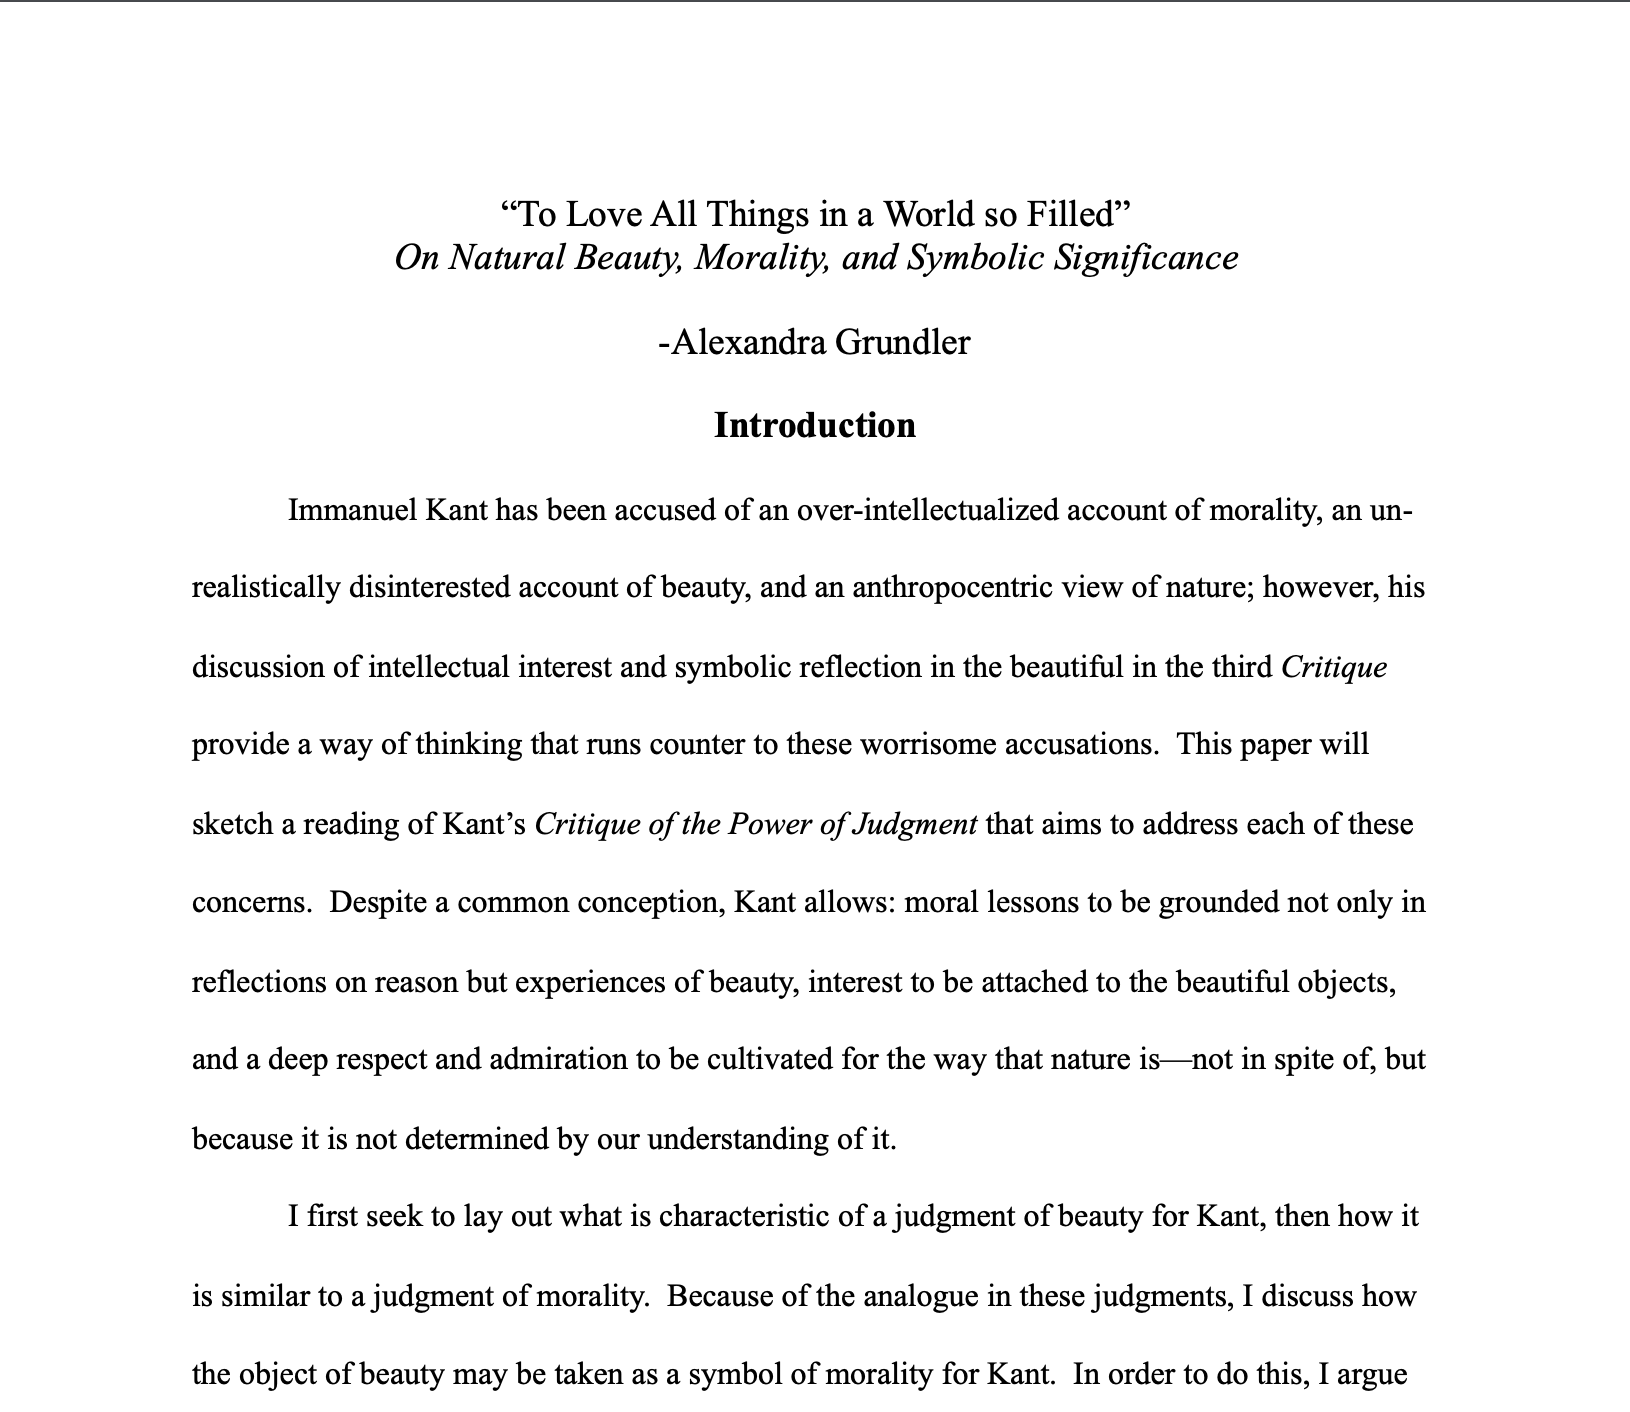 “To Love All Things in a World so Filled”
On Natural Beauty, Morality, and Symbolic Significance
-Alexandra Grundler
Introduction
Immanuel Kant has been accused of an over-intellectualized account of morality, an un-
realistically disinterested account of beauty, and an anthropocentric view of nature; however, his
discussion of intellectual interest and symbolic reflection in the beautiful in the third Critique
provide a way of thinking that runs counter to these worrisome accusations.  This paper will
sketch a reading of Kant’s Critique of the Power of Judgment that aims to address each of these
concerns.  Despite a common conception, Kant allows: moral lessons to be grounded not only in
reflections on reason but experiences of beauty, interest to be attached to the beautiful objects,
and a deep respect and admiration to be cultivated for the way that nature is—not in spite of, but
because it is not determined by our understanding of it.
I first seek to lay out what is characteristic of a judgment of beauty for Kant, then how it
is similar to a judgment of morality.  Because of the analogue in these judgments, I discuss how
the object of beauty may be taken as a symbol of morality for Kant.  In order to do this, I argue